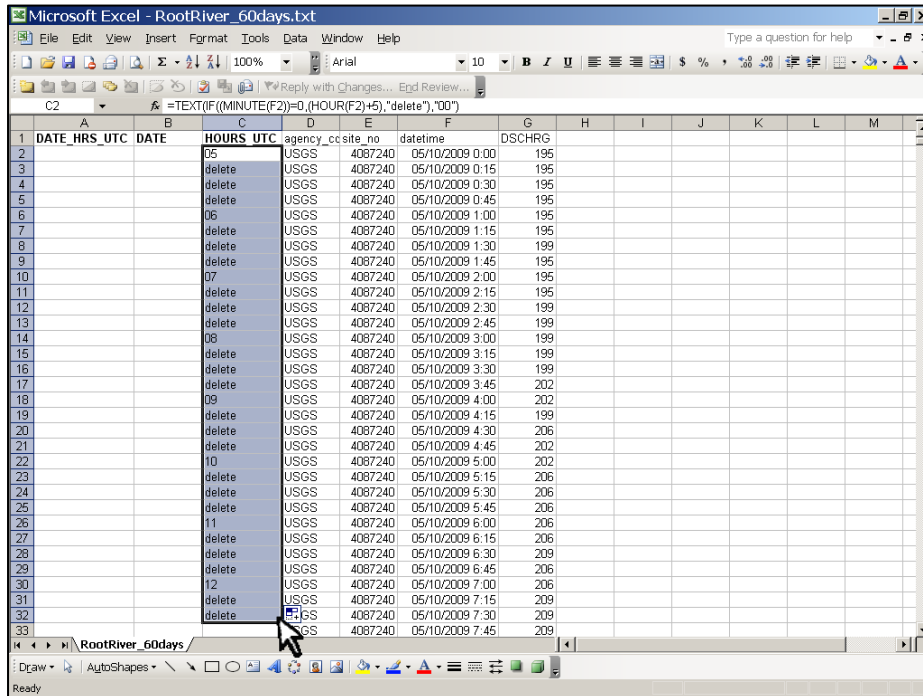 Microsoft Excel - RootRiver_60days.txt
File Edit View Insert Format Tools Data Window Help Type a question for help
100% Arial 10 B I U $ % ,
Reply with Changes... End Review...
C2 fx =TEXT(IF((MINUTE(F2))=0,(HOUR(F2)+5),"delete"),"00")
A B C D E F G H I J K L M
1 DATE_HRS_UTC DATE HOURS_UTC agency_cc site_no datetime DSCHRG
2 05 USGS 4087240 05/10/2009 0:00 195
3 delete USGS 4087240 05/10/2009 0:15 195
4 delete USGS 4087240 05/10/2009 0:30 195
5 delete USGS 4087240 05/10/2009 0:45 195
6 06 USGS 4087240 05/10/2009 1:00 195
7 delete USGS 4087240 05/10/2009 1:15 195
8 delete USGS 4087240 05/10/2009 1:30 199
9 delete USGS 4087240 05/10/2009 1:45 195
10 07 USGS 4087240 05/10/2009 2:00 195
11 delete USGS 4087240 05/10/2009 2:15 195
12 delete USGS 4087240 05/10/2009 2:30 199
13 delete USGS 4087240 05/10/2009 2:45 199
14 08 USGS 4087240 05/10/2009 3:00 199
15 delete USGS 4087240 05/10/2009 3:15 199
16 delete USGS 4087240 05/10/2009 3:30 199
17 delete USGS 4087240 05/10/2009 3:45 202
18 09 USGS 4087240 05/10/2009 4:00 202
19 delete USGS 4087240 05/10/2009 4:15 199
20 delete USGS 4087240 05/10/2009 4:30 206
21 delete USGS 4087240 05/10/2009 4:45 202
22 10 USGS 4087240 05/10/2009 5:00 202
23 delete USGS 4087240 05/10/2009 5:15 206
24 delete USGS 4087240 05/10/2009 5:30 206
25 delete USGS 4087240 05/10/2009 5:45 206
26 11 USGS 4087240 05/10/2009 6:00 206
27 delete USGS 4087240 05/10/2009 6:15 206
28 delete USGS 4087240 05/10/2009 6:30 209
29 delete USGS 4087240 05/10/2009 6:45 206
30 12 USGS 4087240 05/10/2009 7:00 206
31 delete USGS 4087240 05/10/2009 7:15 209
32 delete GS 4087240 05/10/2009 7:30 209
33 GS 4087240 05/10/2009 7:45 209
RootRiver_60days
Draw AutoShapes
Ready